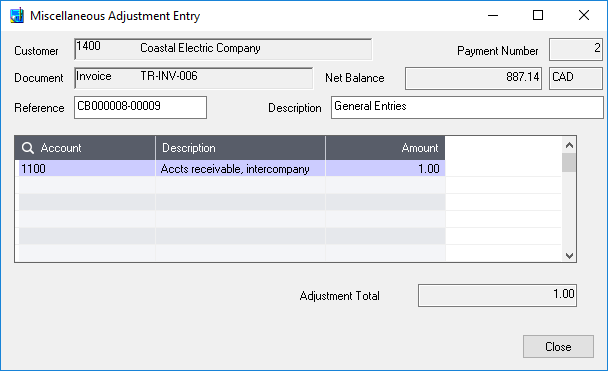 Miscellaneous Adjustment Entry
Customer 1400 Coastal Electric Company Payment Number 2
Document Invoice TR-INV-006 Net Balance 887.14 CAD
Reference CB000008-00009 Description General Entries
Account Description Amount
1100 Accts receivable, intercompany 1.00
Adjustment Total 1.00
Close